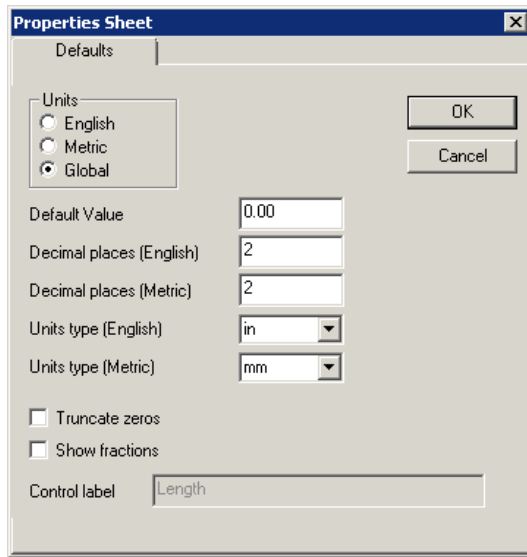 Properties Sheet
Defaults
Units
English
Metric
Global
OK
Cancel
Default Value 0.00
Decimal places (English) 2
Decimal places (Metric) 2
Units type (English) in
Units type (Metric) mm
Truncate zeros
Show fractions
Control label Length